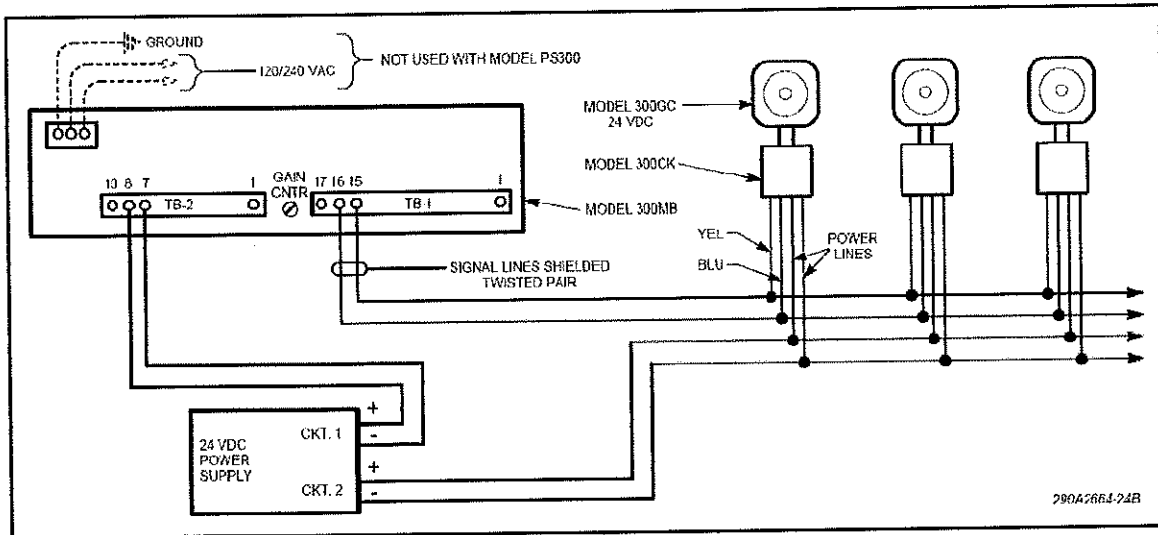 GROUND
120/240 VAC
NOT USED WITH MODEL PS300
MODEL 300GC
24 VDC
MODEL 300CK
MODEL 300MB
10 8 7 1
TB-2
GAIN
CNTR
17 16 15 1
TB-1
YEL
BLU
POWER
LINES
SIGNAL LINES SHIELDED
TWISTED PAIR
24 VDC
POWER
SUPPLY
CKT. 1
+
-
CKT. 2
+
-
290A2664-24B